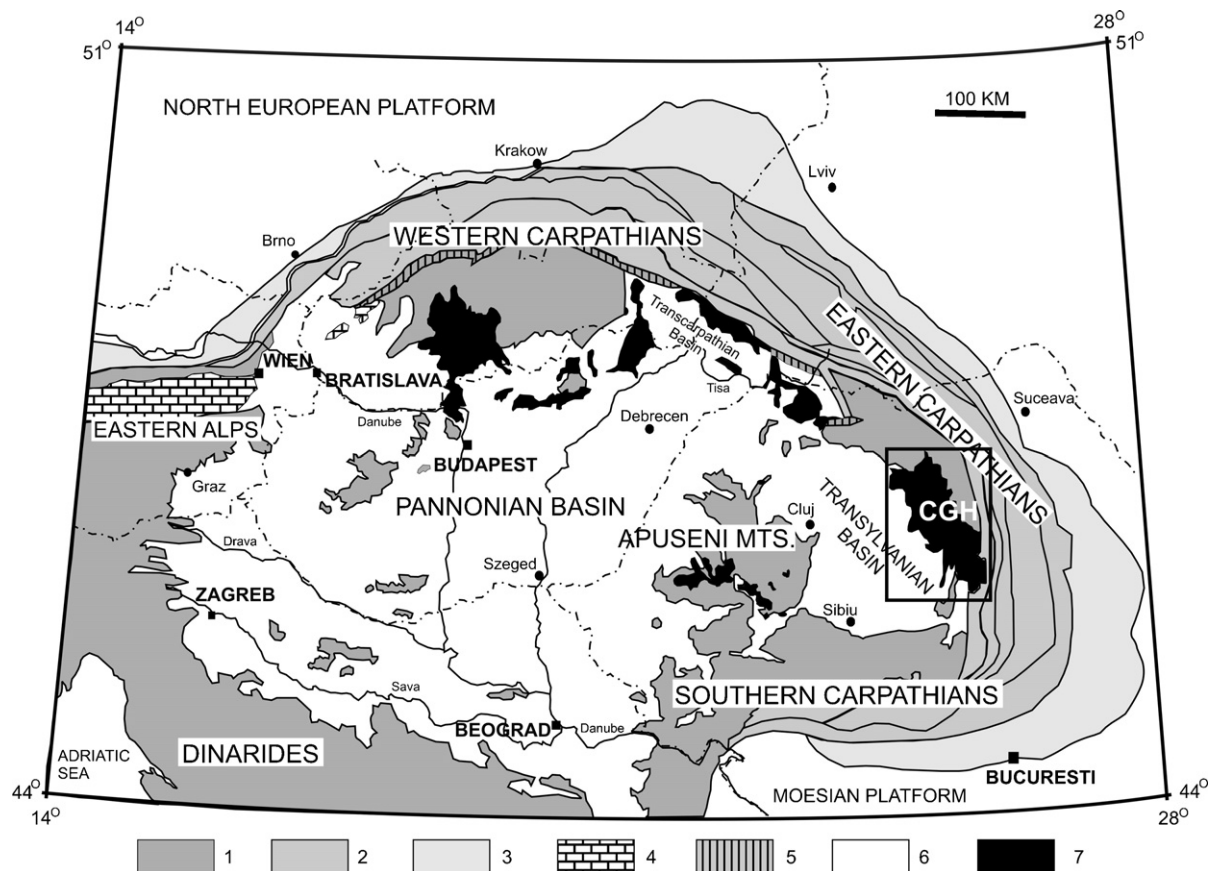 14° 28°
51° 51°
NORTH EUROPEAN PLATFORM
100 KM
Krakow
Lviv
WESTERN CARPATHIANS
Brno
EASTERN CARPATHIANS
Transcarpathian
Basin
WIEN
BRATISLAVA
Tisa
Suceava
Danube
Debrecen
EASTERN ALPS
BUDAPEST
Graz
PANNONIAN BASIN
TRANSYLVANIAN
BASIN
CGH
Cluj
APUSENI MTS.
Drava
Szeged
ZAGREB
Sibiu
Sava
SOUTHERN CARPATHIANS
BEOGRAD
Danube
DINARIDES
ADRIATIC
SEA
BUCURESTI
MOESIAN PLATFORM
44° 44°
14° 28°
1 2 3 4 5 6 7